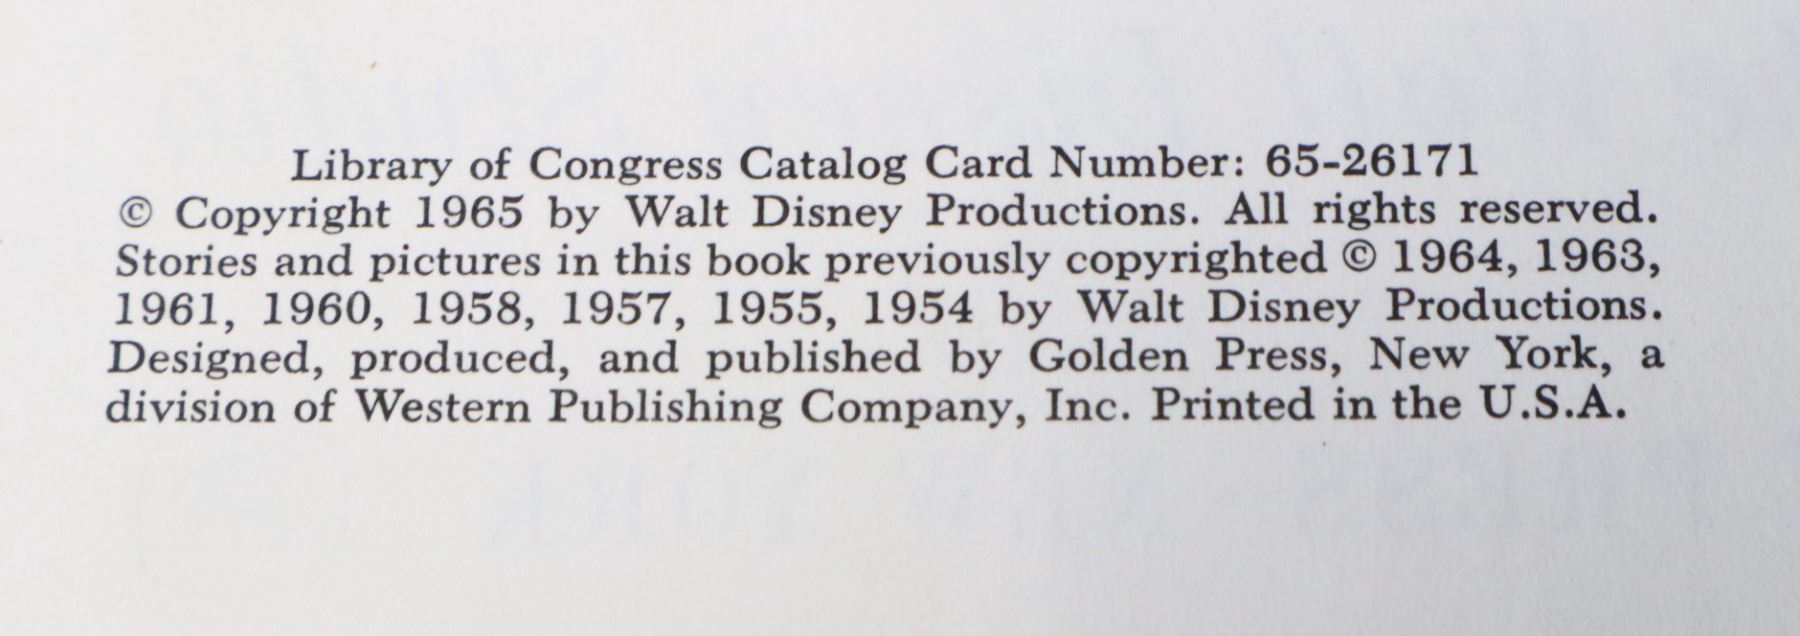 Library of Congress Catalog Card Number: 65-26171
© Copyright 1965 by Walt Disney Productions. All rights reserved.
Stories and pictures in this book previously copyrighted © 1964, 1963,
1961, 1960, 1958, 1957, 1955, 1954 by Walt Disney Productions.
Designed, produced, and published by Golden Press, New York, a
division of Western Publishing Company, Inc. Printed in the U.S.A.